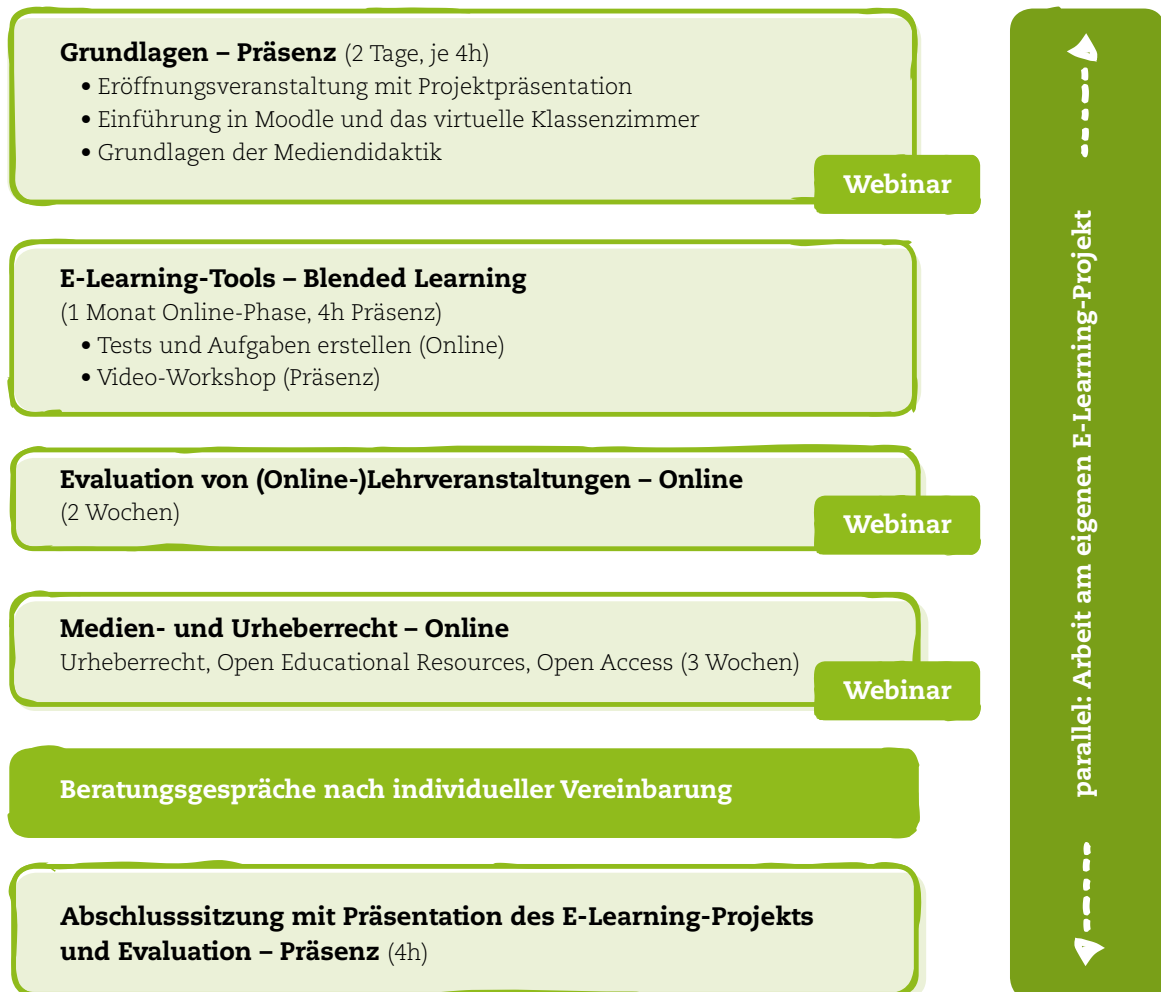 Grundlagen – Präsenz (2 Tage, je 4h)
• Eröffnungsveranstaltung mit Projektpräsentation
• Einführung in Moodle und das virtuelle Klassenzimmer
• Grundlagen der Mediendidaktik
Webinar
E-Learning-Tools – Blended Learning
(1 Monat Online-Phase, 4h Präsenz)
• Tests und Aufgaben erstellen (Online)
• Video-Workshop (Präsenz)
Evaluation von (Online-)Lehrveranstaltungen – Online
(2 Wochen)
Webinar
Medien- und Urheberrecht – Online
Urheberrecht, Open Educational Resources, Open Access (3 Wochen)
Webinar
Beratungsgespräche nach individueller Vereinbarung
Abschlusssitzung mit Präsentation des E-Learning-Projekts
und Evaluation – Präsenz (4h)
parallel: Arbeit am eigenen E-Learning-Projekt